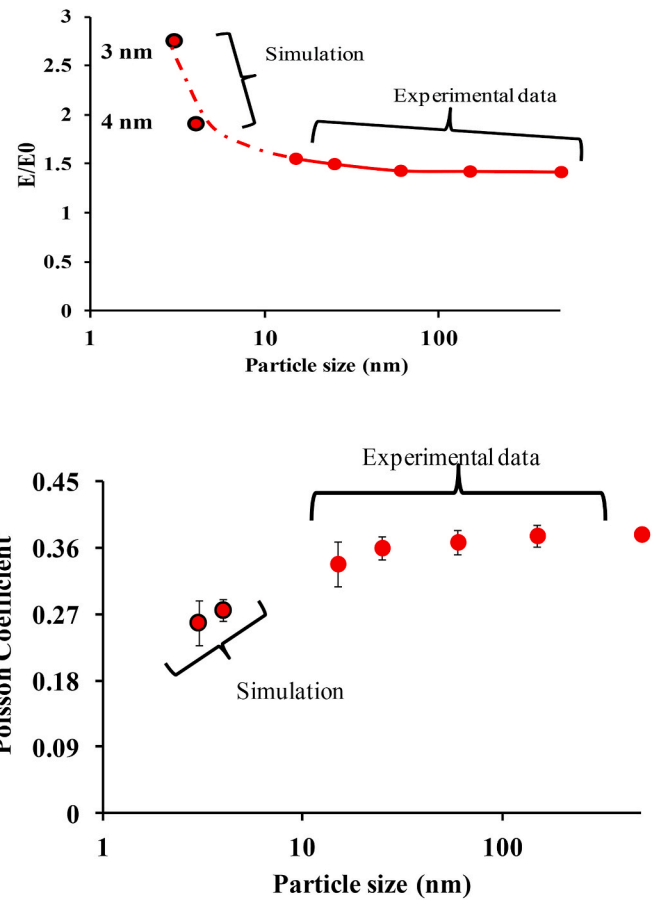 3
2.5
2
1.5
1
0.5
0
E/E0
3 nm
4 nm
Simulation
Experimental data
1
10
100
Particle size (nm)
Experimental data
0.45
0.36
0.27
0.18
0.09
0
Poisson Coefficient
Simulation
1
10
100
Particle size (nm)